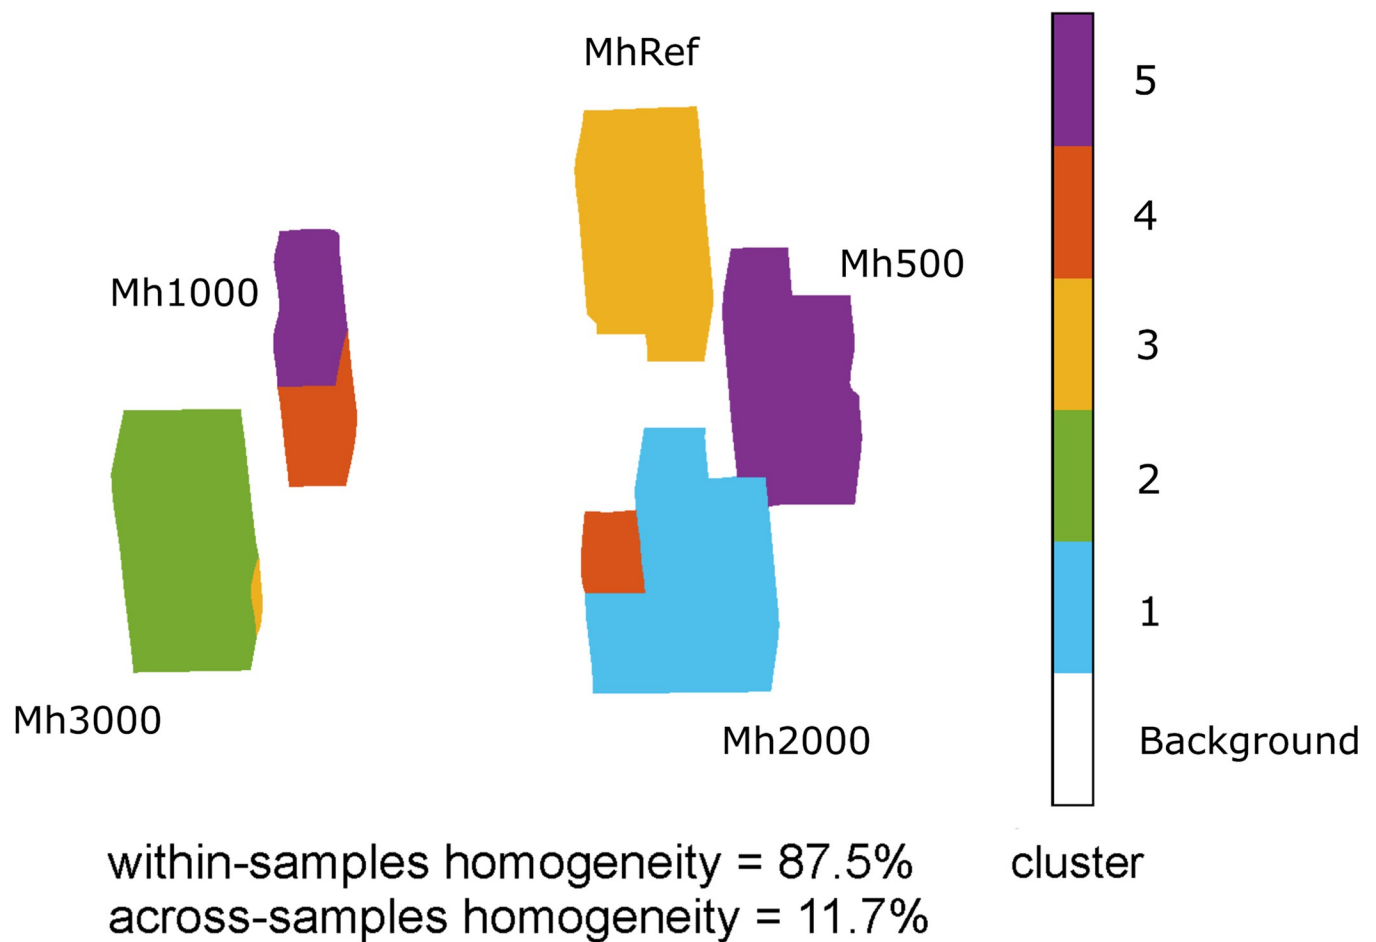 MhRef
5
4
Mh500
Mh1000
3
2
1
Mh3000
Mh2000
Background
within-samples homogeneity = 87.5%
cluster
across-samples homogeneity = 11.7%